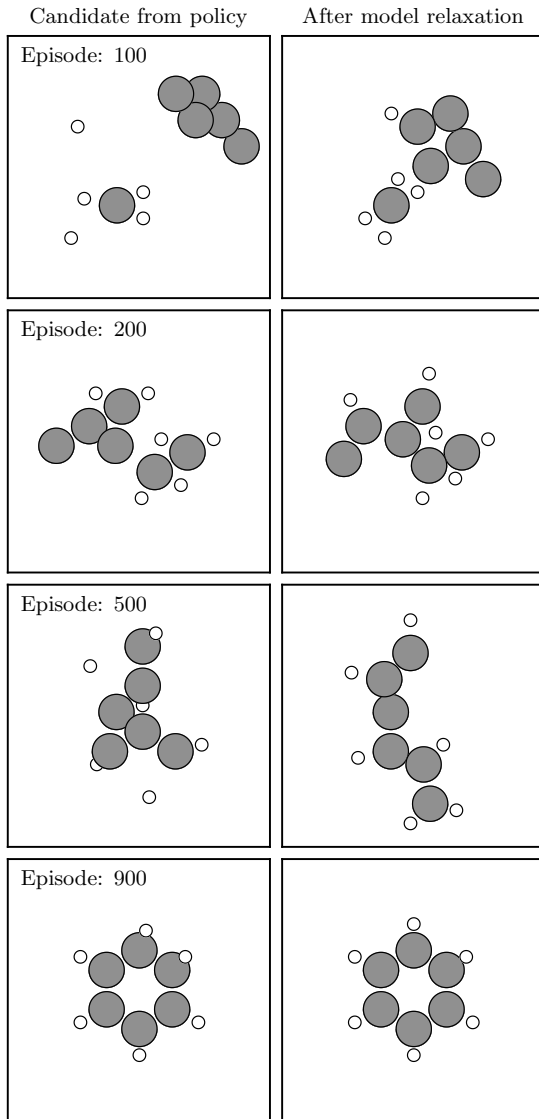 Candidate from policy
After model relaxation
Episode: 100
Episode: 200
Episode: 500
Episode: 900